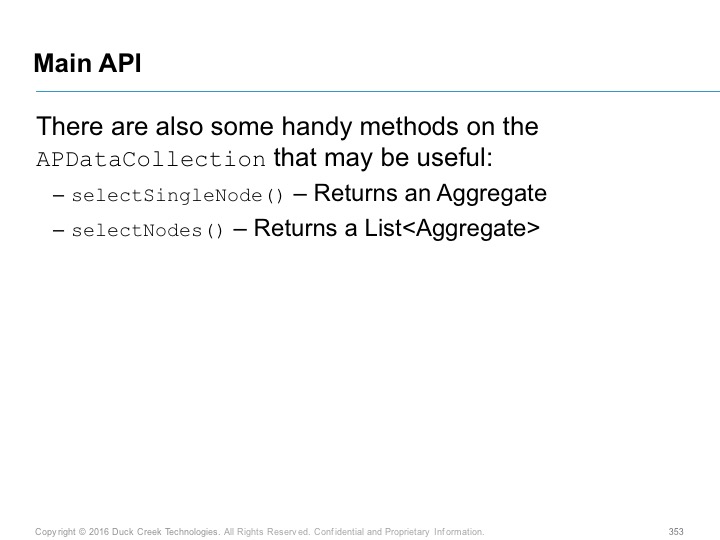 Main API
There are also some handy methods on the
APDataCollection that may be useful:
– selectSingleNode() – Returns an Aggregate
– selectNodes() – Returns a List<Aggregate>
Copyright © 2016 Duck Creek Technologies. All Rights Reserved. Confidential and Proprietary Information.
353